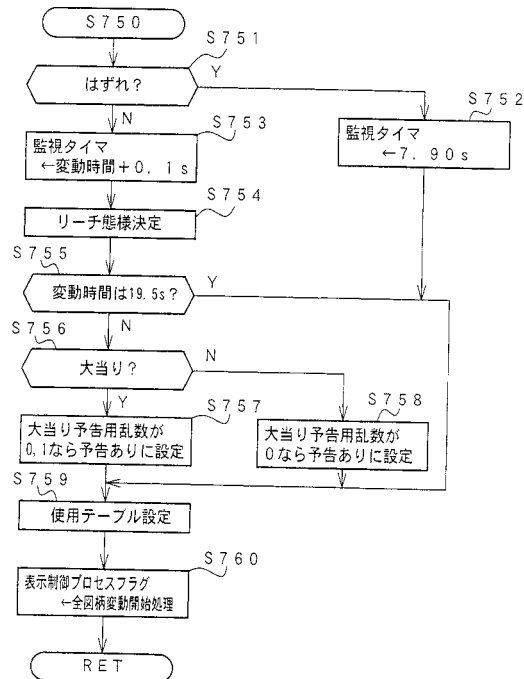 S750
S751
はずれ?
Y
S752
N
S753
監視タイマ
←変動時間+0.1s
監視タイマ
←7.90s
S754
リーチ態様決定
S755
変動時間は19.5s?
Y
S756
N
大当り?
N
Y
S757
S758
大当り予告用乱数が
0,1なら予告ありに設定
大当り予告用乱数が
0なら予告ありに設定
S759
使用テーブル設定
S760
表示制御プロセスフラグ
←全図柄変動開始処理
RET